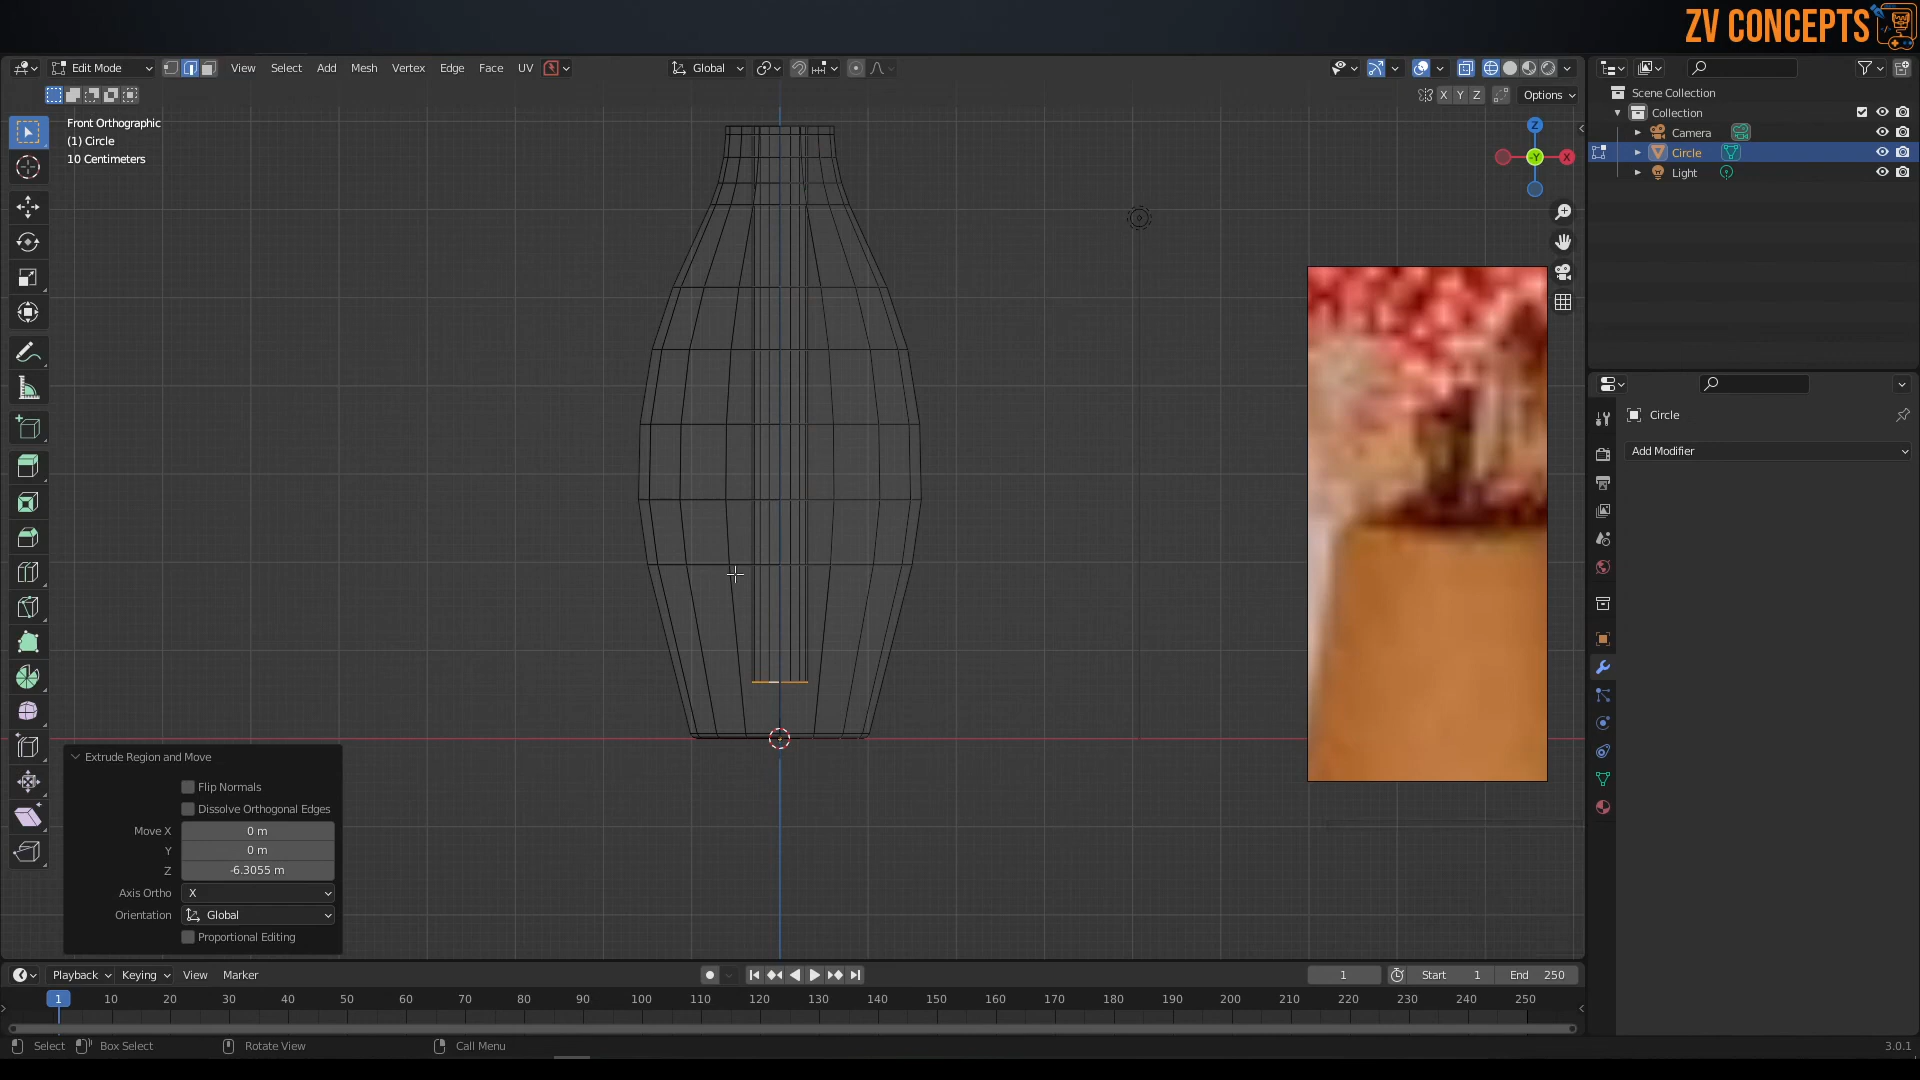 ZV CONCEPTS
Edit Mode
View
Select
Add
Mesh
Vertex
Edge
Face
UV
Global
X
Y
Z
Options
Front Orthographic
(1) Circle
10 Centimeters
Z
-Y
X
Scene Collection
Collection
Camera
Circle
Light
Circle
Add Modifier
Extrude Region and Move
Flip Normals
Dissolve Orthogonal Edges
Move X 0 m
Y 0 m
Z -6.3055 m
Axis Ortho X
Orientation Global
Proportional Editing
Playback
Keying
View
Marker
1
Start 1
End 250
1 10 20 30 40 50 60 70 80 90 100 110 120 130 140 150 160 170 180 190 200 210 220 230 240 250
Select
Box Select
Rotate View
Call Menu
3.0.1